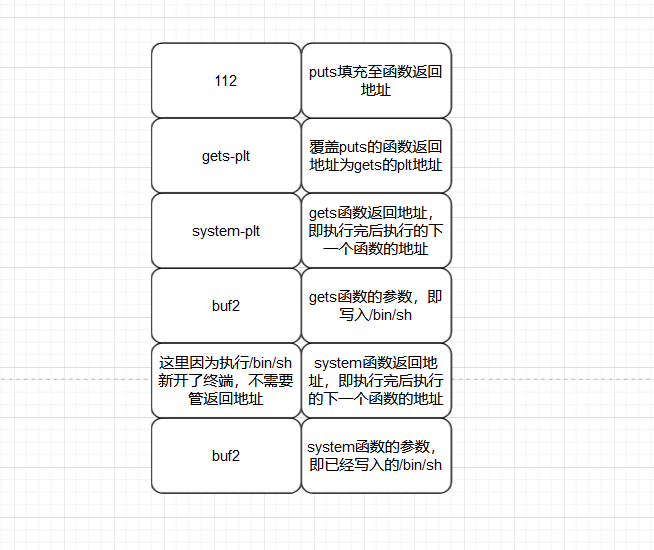 112
puts填充至函数返回
地址
gets-plt
覆盖puts的函数返回
地址为gets的plt地址
system-plt
gets函数返回地址，
即执行完后执行的下
一个函数的地址
buf2
gets函数的参数，即
写入/bin/sh
这里因为执行/bin/sh
新开了终端，不需要
管返回地址
system函数返回地
址，即执行完后执行
的下一个函数的地址
buf2
system函数的参数，
即已经写入的/bin/sh